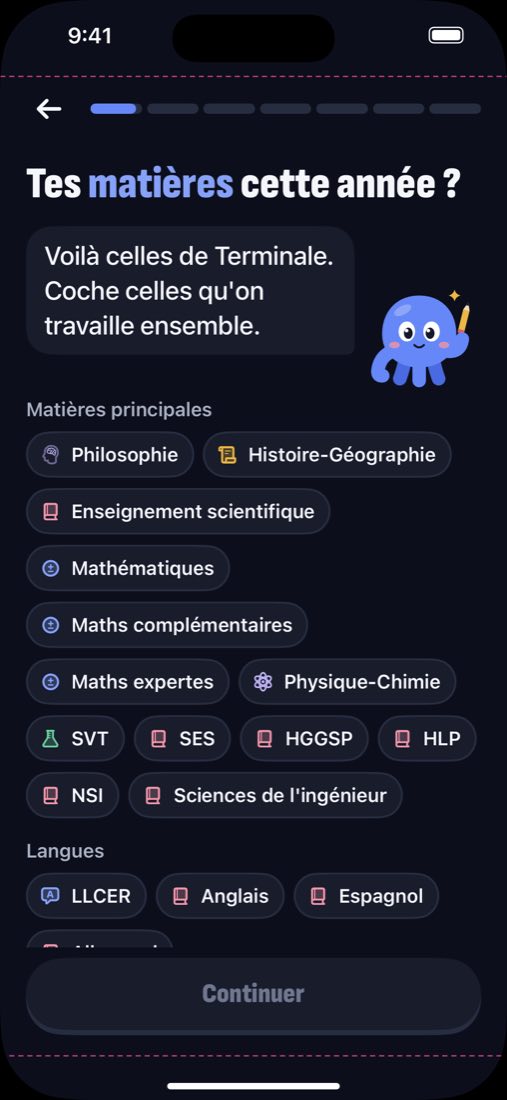 9:41
Tes matières cette année ?
Voilà celles de Terminale.
Coche celles qu'on
travaille ensemble.
Matières principales
Philosophie
Histoire-Géographie
Enseignement scientifique
Mathématiques
Maths complémentaires
Maths expertes
Physique-Chimie
SVT
SES
HGGSP
HLP
NSI
Sciences de l'ingénieur
Langues
A
LLCER
Anglais
Espagnol
Continuer